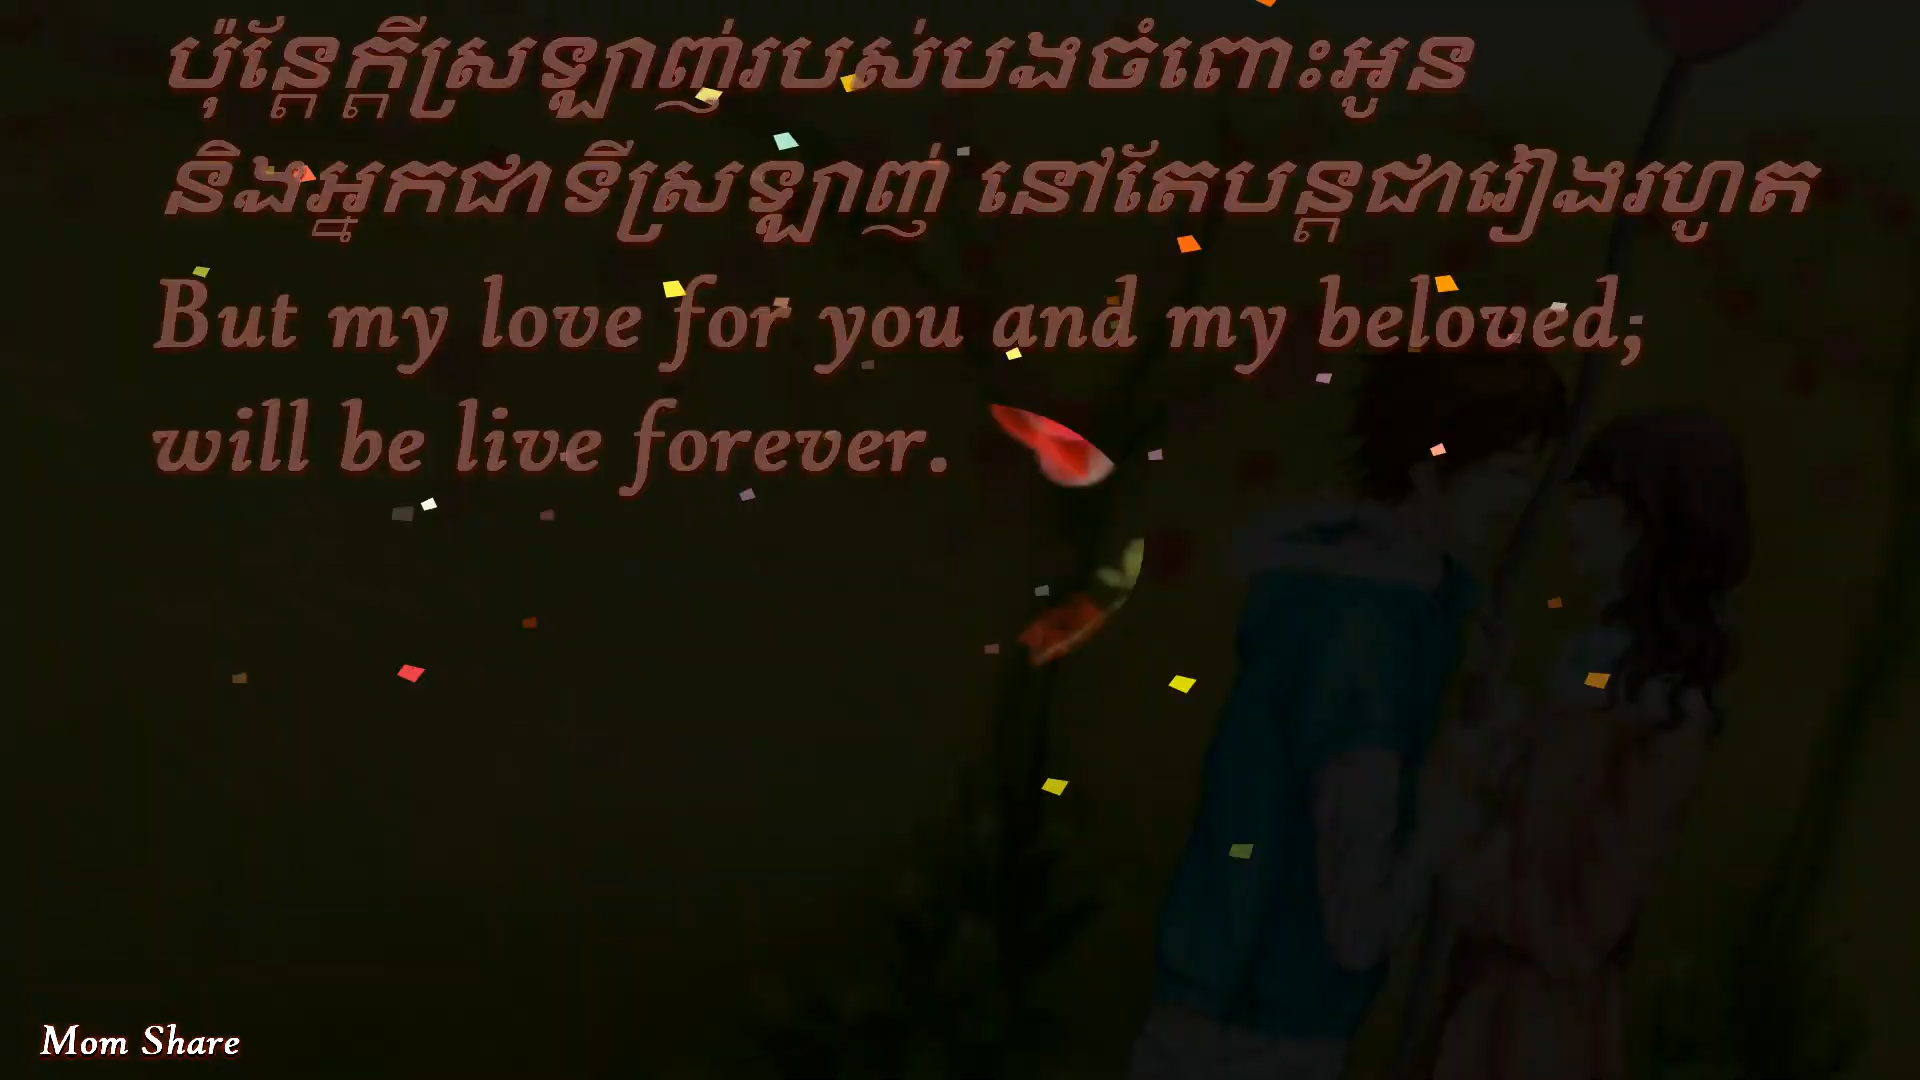 ប៉ុន្តែក្តីស្រឡាញ់របស់បងចំពោះអូន
និងអ្នកជាទីស្រឡាញ់ នៅតែបន្តជារៀងរហូត
But my love for you and my beloved;
will be live forever.
Mom Share